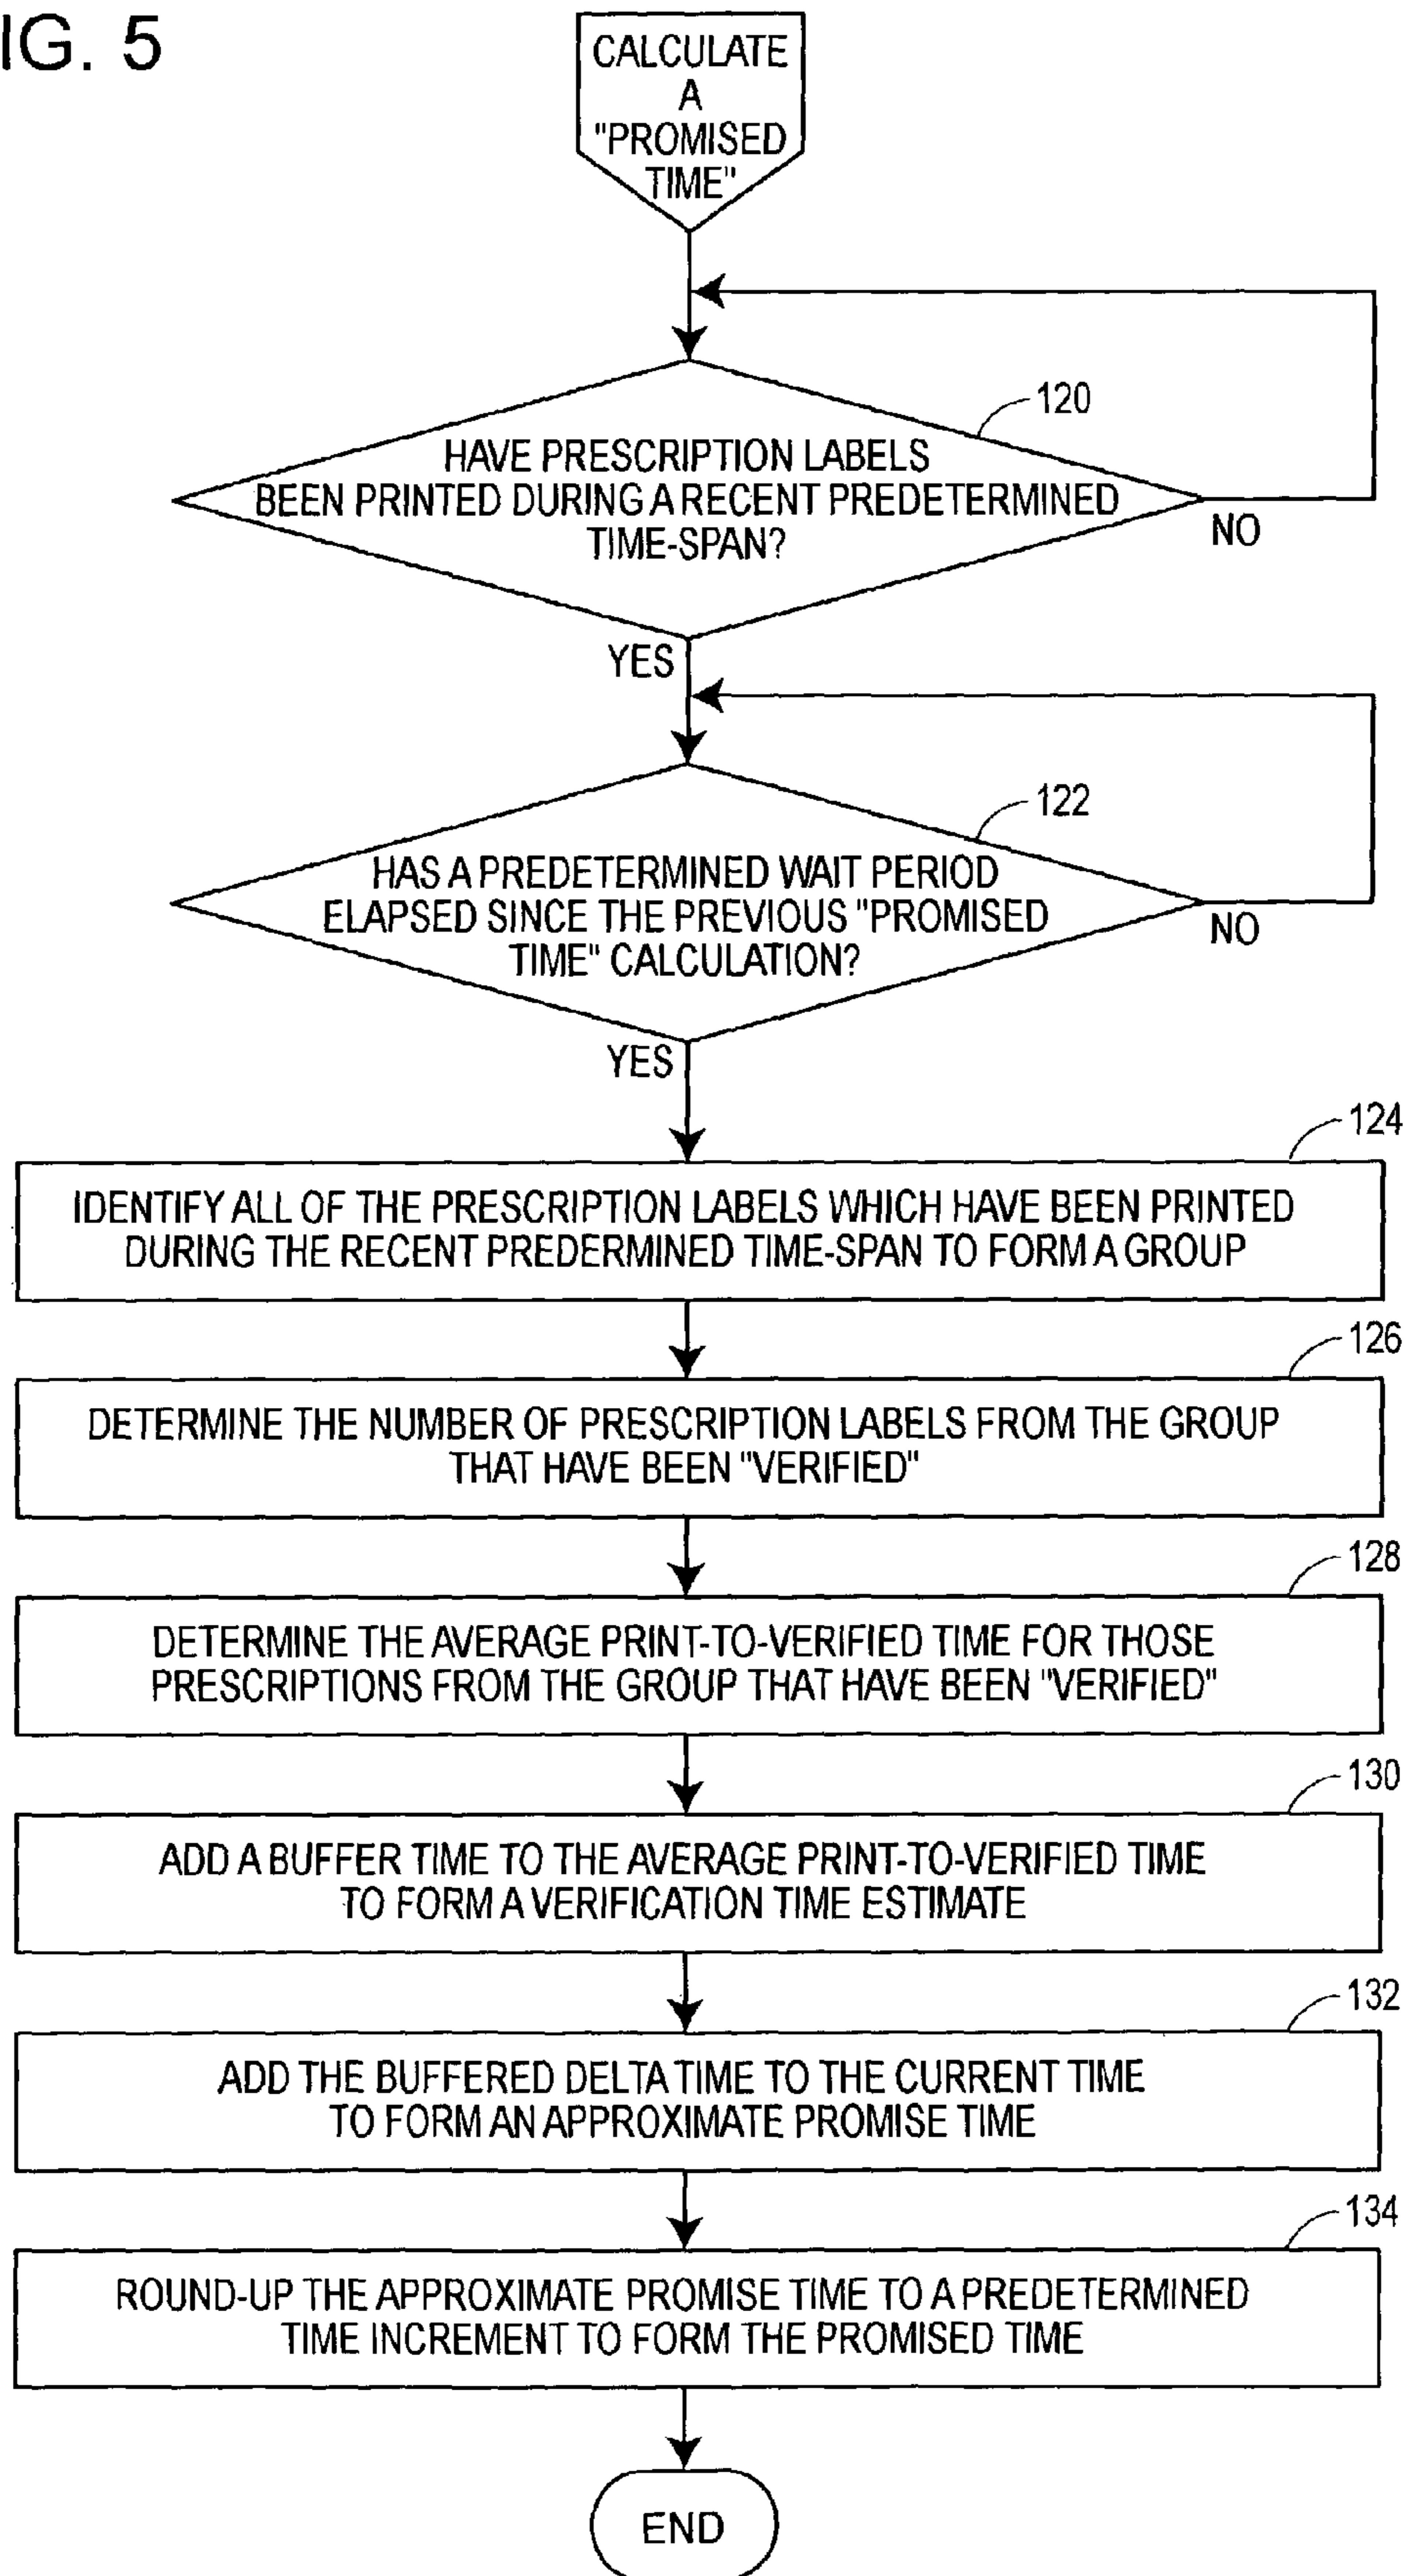 IG. 5
CALCULATE
A
"PROMISED
TIME"
120
HAVE PRESCRIPTION LABELS
BEEN PRINTED DURING A RECENT PREDETERMINED
TIME-SPAN?
NO
YES
122
HAS A PREDETERMINED WAIT PERIOD
ELAPSED SINCE THE PREVIOUS "PROMISED
TIME" CALCULATION?
NO
YES
124
IDENTIFY ALL OF THE PRESCRIPTION LABELS WHICH HAVE BEEN PRINTED
DURING THE RECENT PREDERMINED TIME-SPAN TO FORM A GROUP
126
DETERMINE THE NUMBER OF PRESCRIPTION LABELS FROM THE GROUP
THAT HAVE BEEN "VERIFIED"
128
DETERMINE THE AVERAGE PRINT-TO-VERIFIED TIME FOR THOSE
PRESCRIPTIONS FROM THE GROUP THAT HAVE BEEN "VERIFIED"
130
ADD A BUFFER TIME TO THE AVERAGE PRINT-TO-VERIFIED TIME
TO FORM A VERIFICATION TIME ESTIMATE
132
ADD THE BUFFERED DELTA TIME TO THE CURRENT TIME
TO FORM AN APPROXIMATE PROMISE TIME
134
ROUND-UP THE APPROXIMATE PROMISE TIME TO A PREDETERMINED
TIME INCREMENT TO FORM THE PROMISED TIME
END